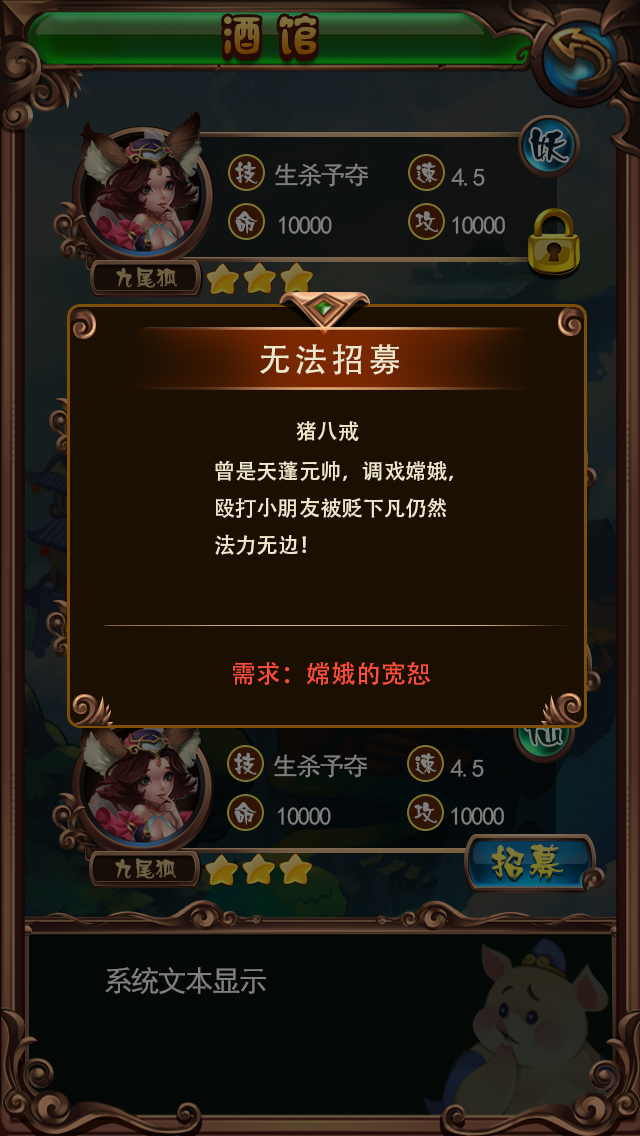 酒馆
妖
技 生杀予夺 速 4.5
命 10000 攻 10000
九尾狐
无法招募
猪八戒
曾是天蓬元帅，调戏嫦娥，
殴打小朋友被贬下凡仍然
法力无边！
需求：嫦娥的宽恕
技 生杀予夺 速 4.5
命 10000 攻 10000
九尾狐
招募
系统文本显示